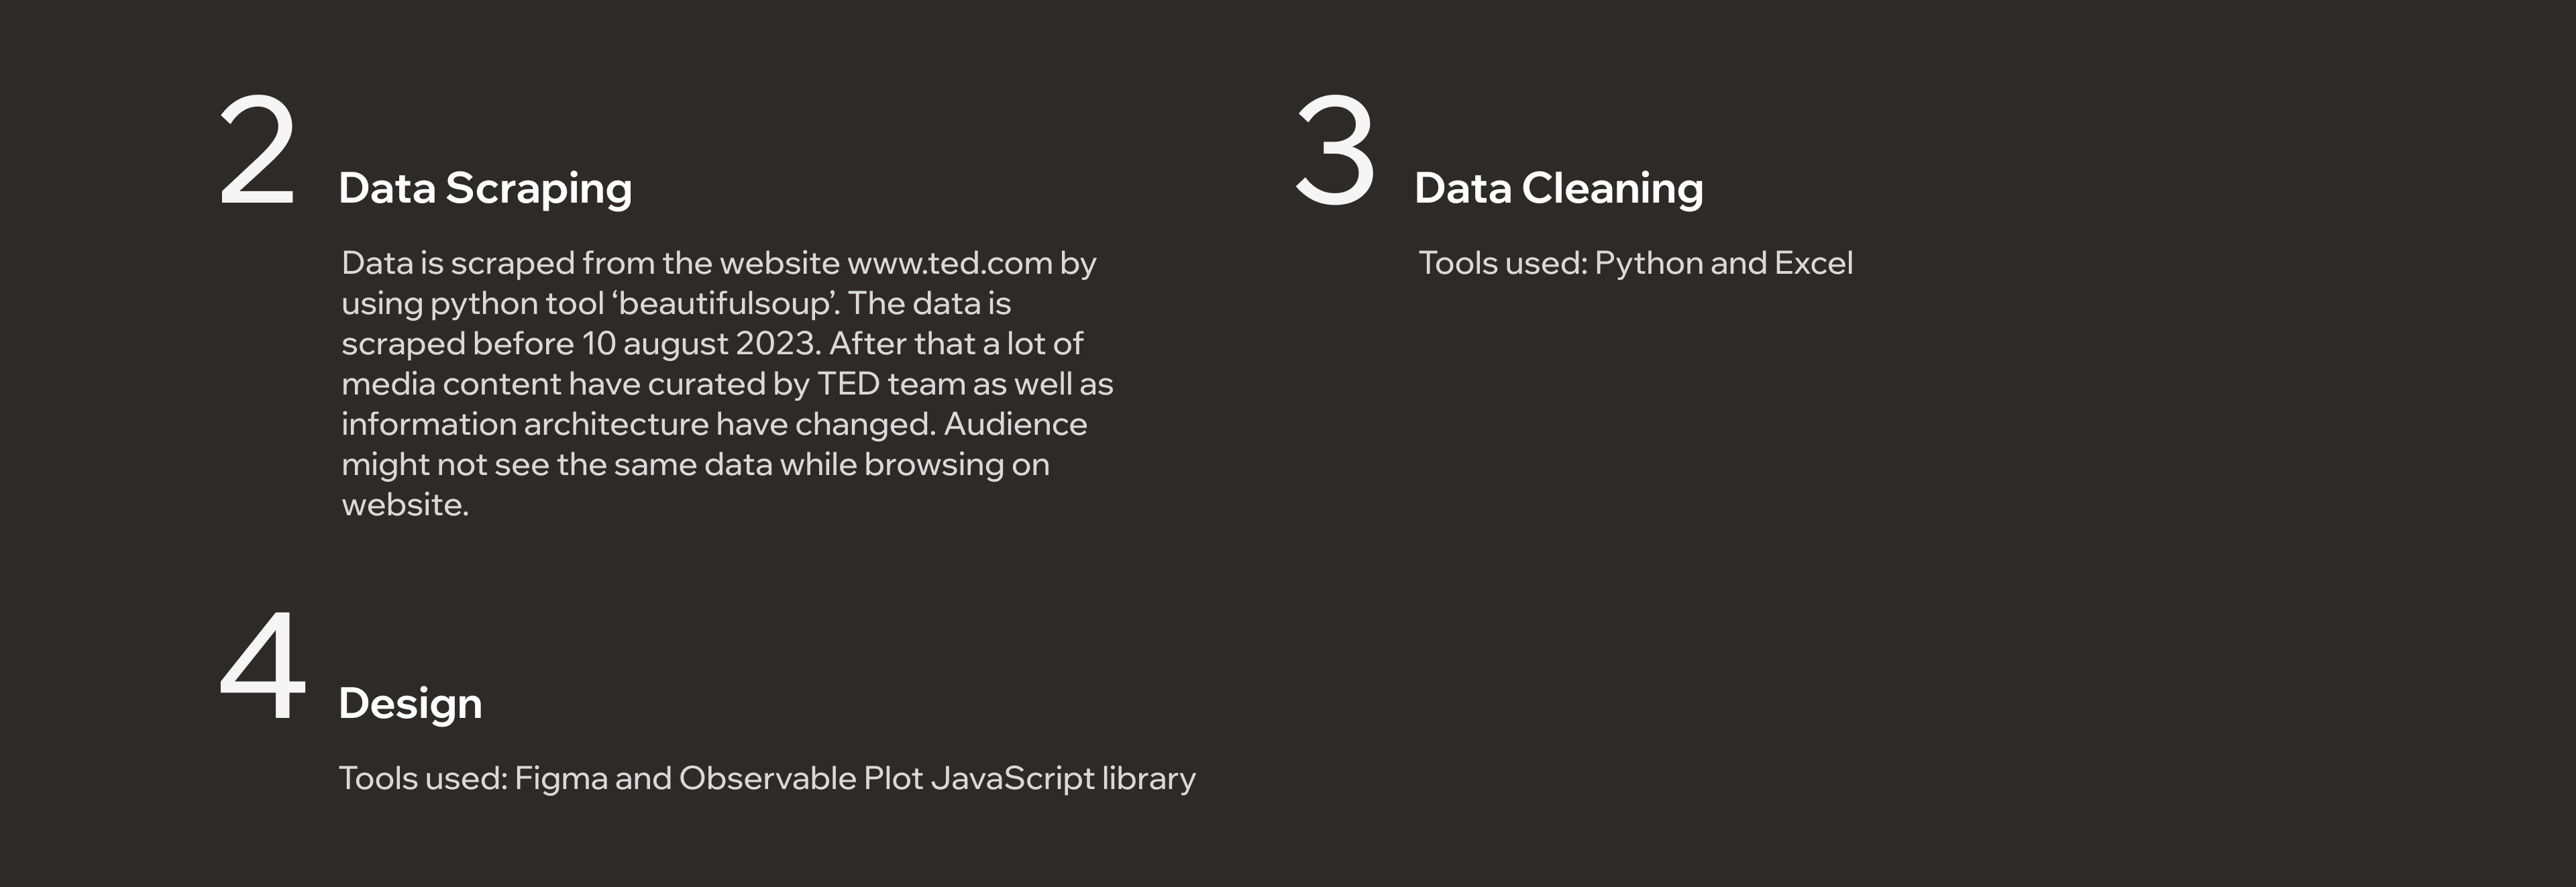 2
Data Scraping
Data is scraped from the website www.ted.com by
using python tool ‘beautifulsoup’. The data is
scraped before 10 august 2023. After that a lot of
media content have curated by TED team as well as
information architecture have changed. Audience
might not see the same data while browsing on
website.
3
Data Cleaning
Tools used: Python and Excel
4
Design
Tools used: Figma and Observable Plot JavaScript library